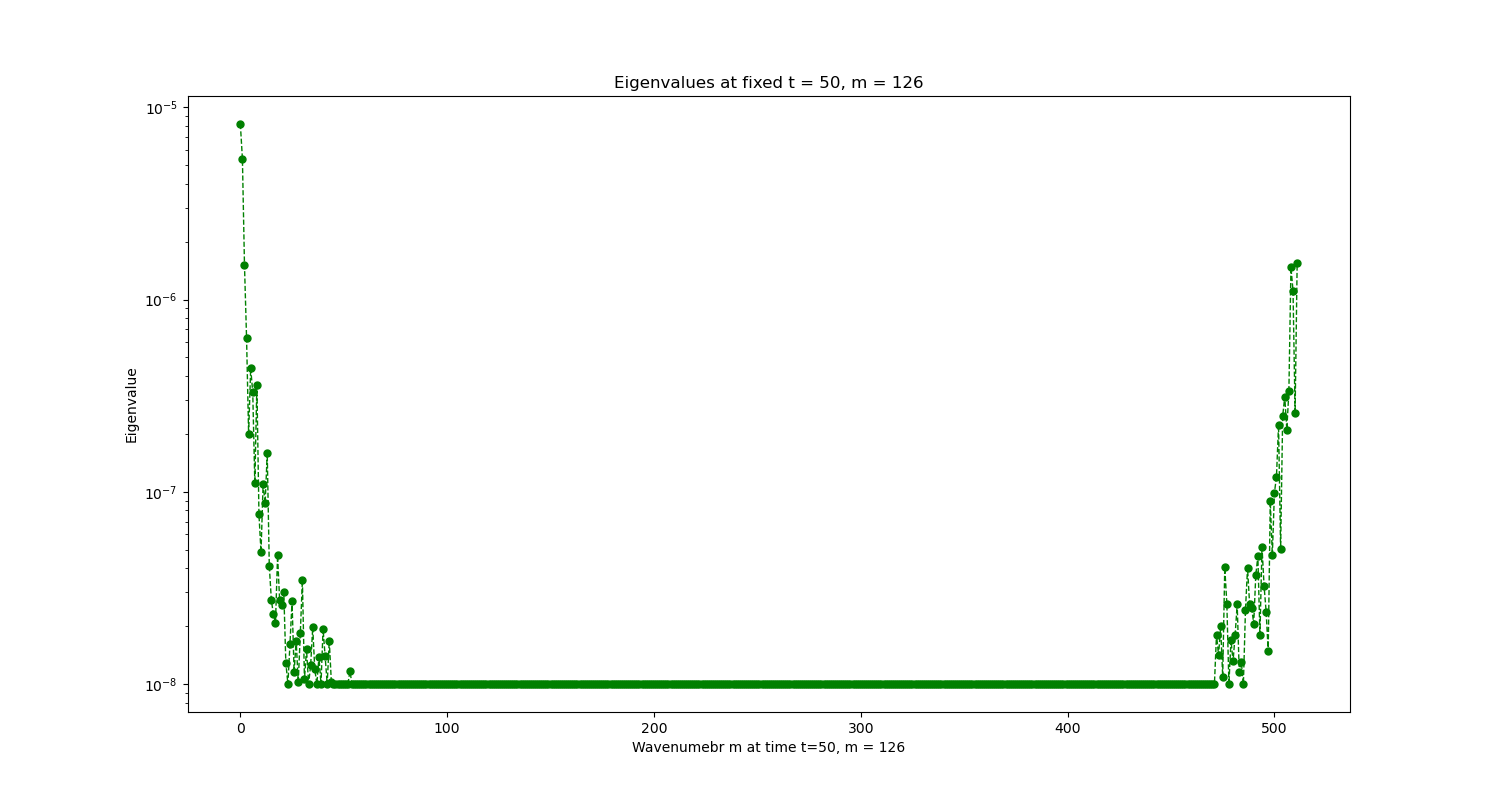 Eigenvalues at fixed t = 50, m = 126
10⁻⁵
10⁻⁶
10⁻⁷
10⁻⁸
Eigenvalue
0 100 200 300 400 500
Wavenumebr m at time t=50, m = 126